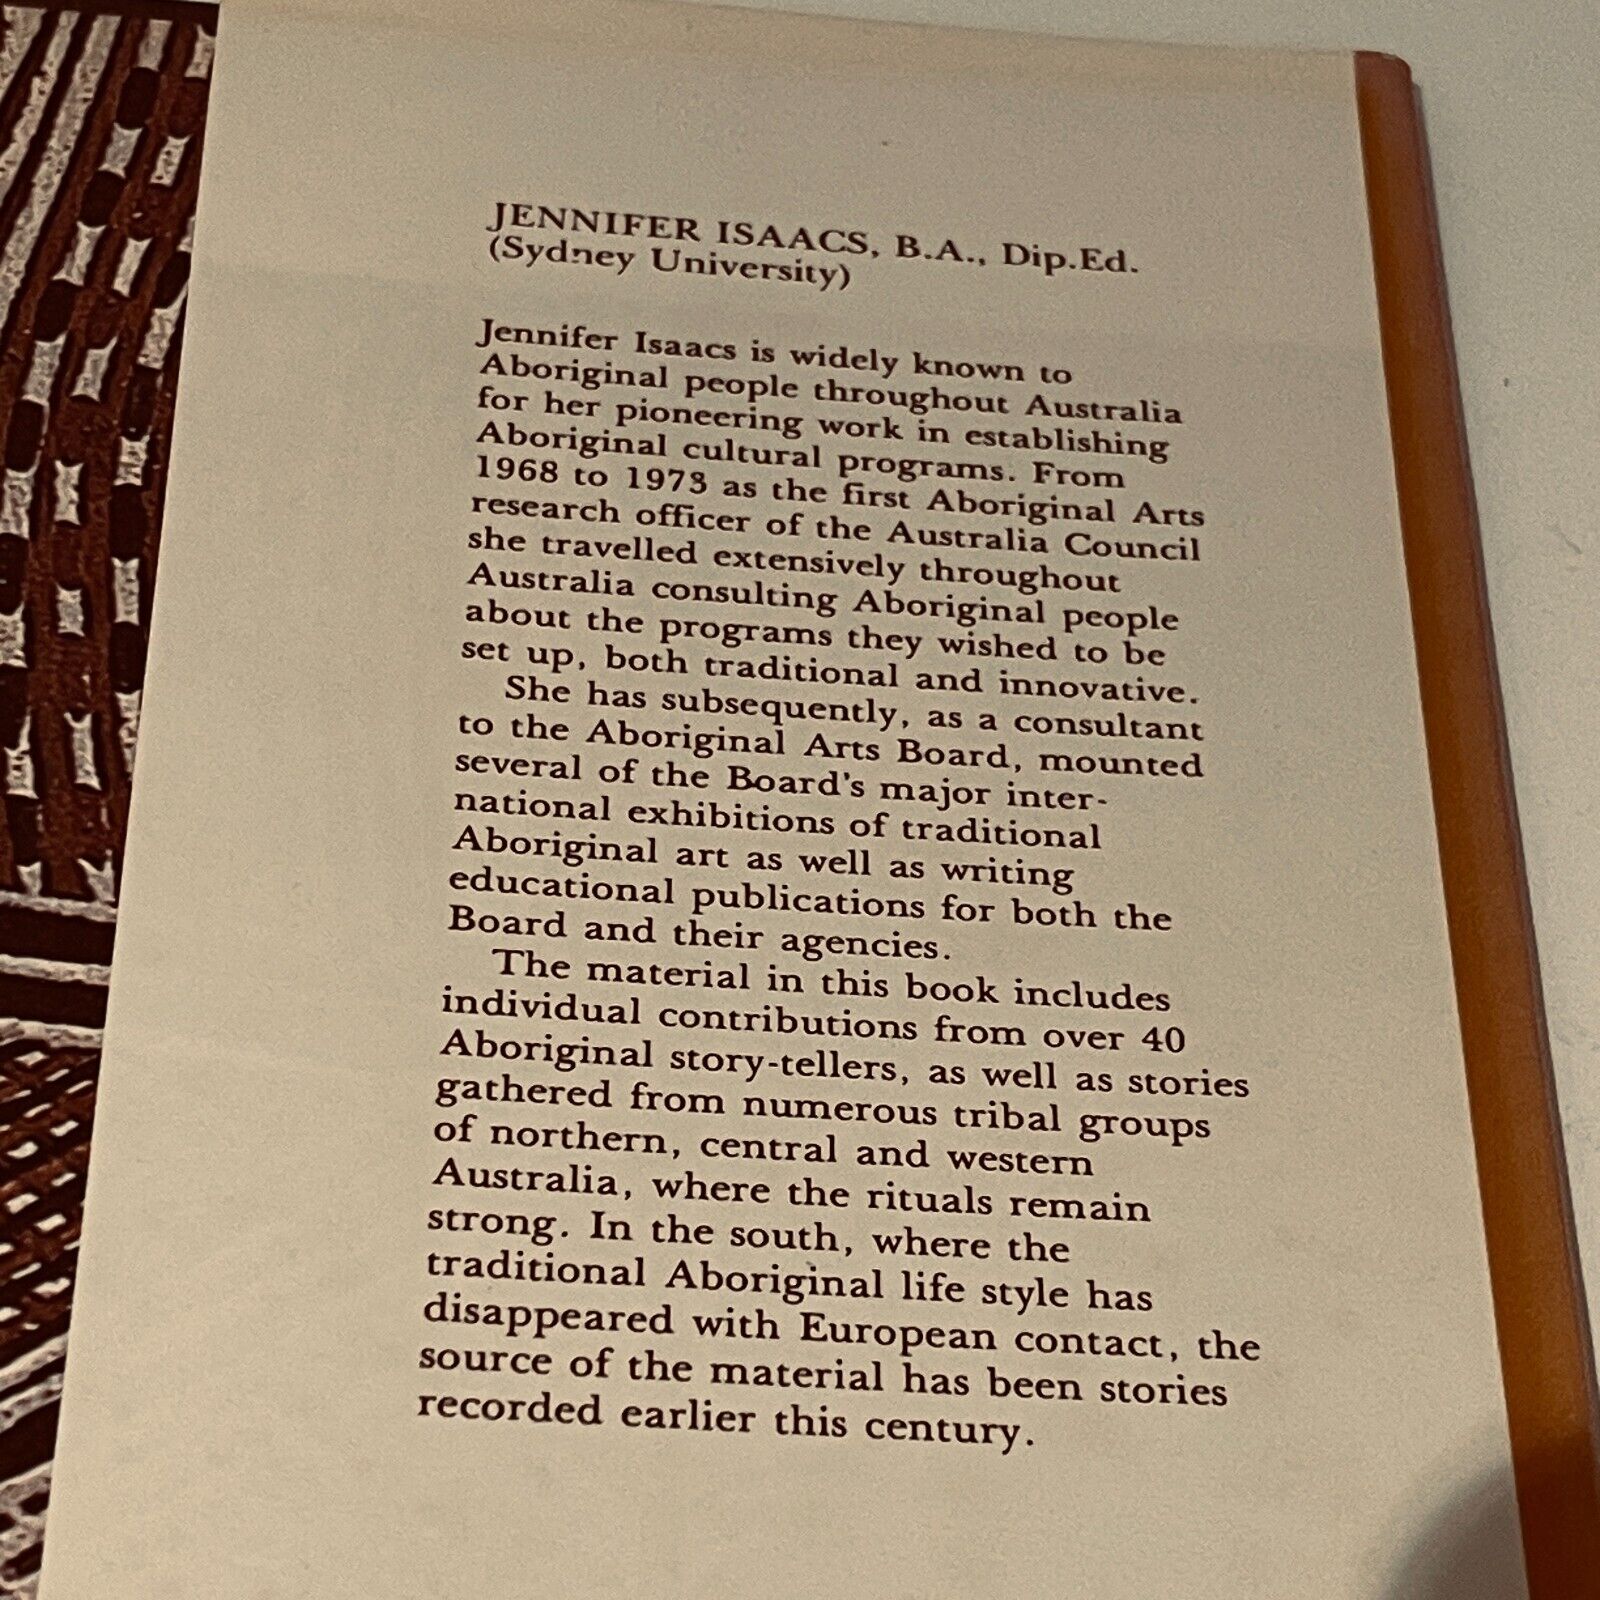 JENNIFER ISAACS, B.A., Dip.Ed.
(Sydney University)
Jennifer Isaacs is widely known to
Aboriginal people throughout Australia
for her pioneering work in establishing
Aboriginal cultural programs. From
1968 to 1973 as the first Aboriginal Arts
research officer of the Australia Council
she travelled extensively throughout
Australia consulting Aboriginal people
about the programs they wished to be
set up, both traditional and innovative.
She has subsequently, as a consultant
to the Aboriginal Arts Board, mounted
several of the Board's major inter-
national exhibitions of traditional
Aboriginal art as well as writing
educational publications for both the
Board and their agencies.
The material in this book includes
individual contributions from over 40
Aboriginal story-tellers, as well as stories
gathered from numerous tribal groups
of northern, central and western
Australia, where the rituals remain
strong. In the south, where the
traditional Aboriginal life style has
disappeared with European contact, the
source of the material has been stories
recorded earlier this century.